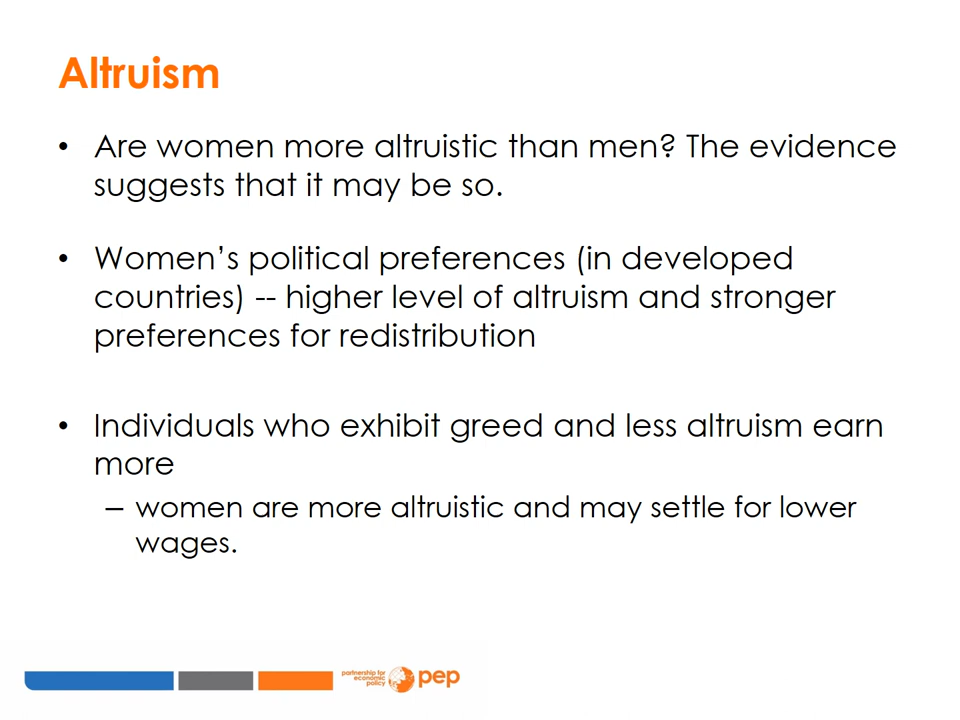 Altruism
• Are women more altruistic than men? The evidence
suggests that it may be so.
• Women’s political preferences (in developed
countries) -- higher level of altruism and stronger
preferences for redistribution
• Individuals who exhibit greed and less altruism earn
more
– women are more altruistic and may settle for lower
wages.
partnership for
economic
policy
pep